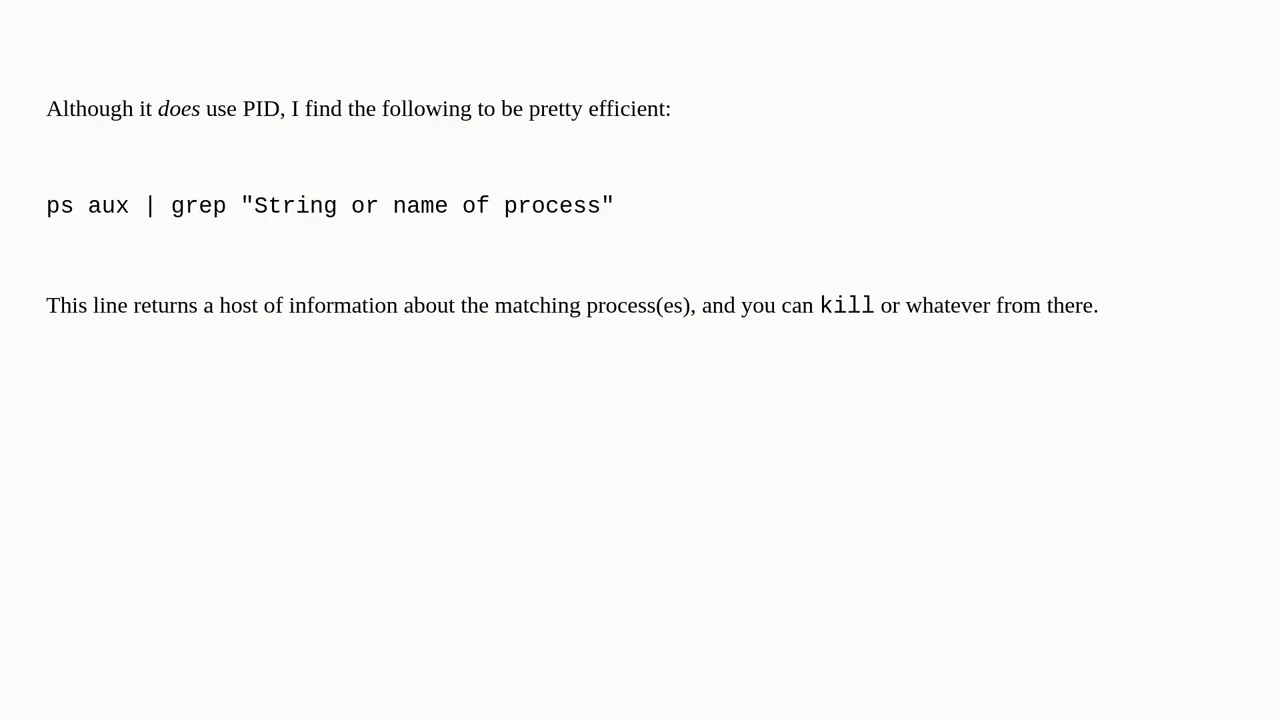 Although it does use PID, I find the following to be pretty efficient:
ps aux | grep "String or name of process"
This line returns a host of information about the matching process(es), and you can kill or whatever from there.